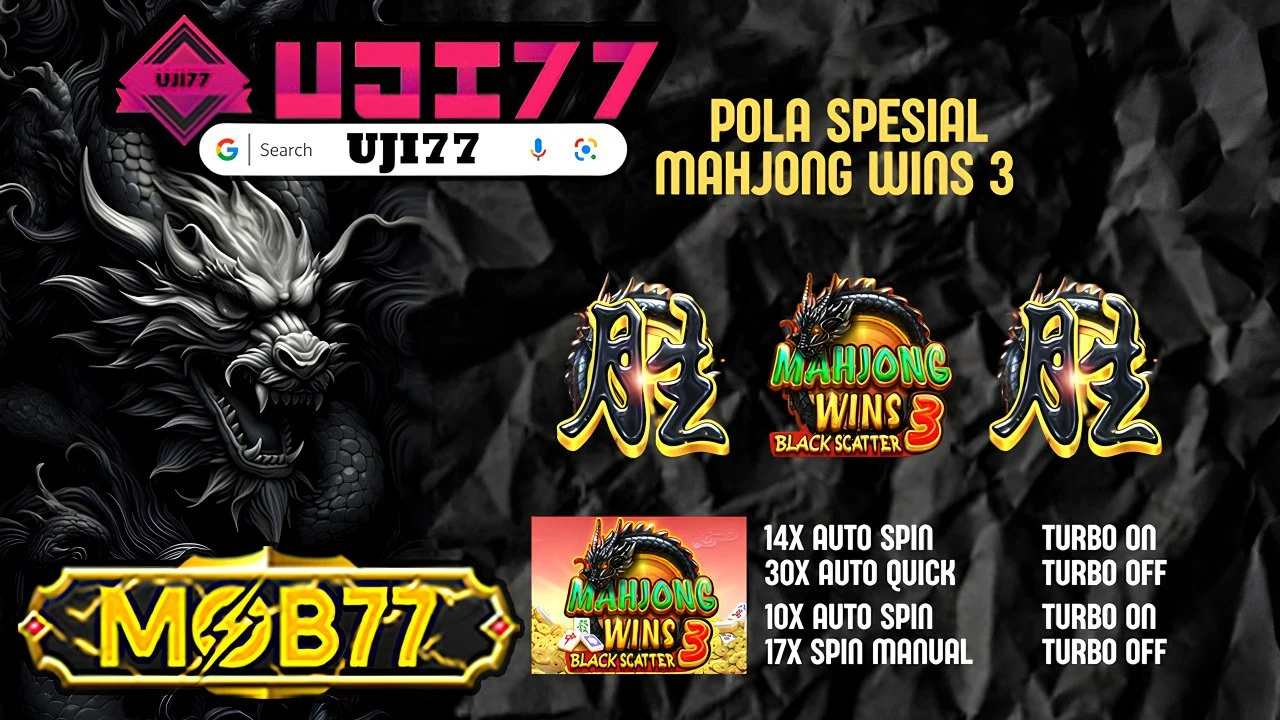 UJI77
UJI77
Search UJI77
POLA SPESIAL
MAHJONG WINS 3
胜
MAHJONG
WINS 3
BLACK SCATTER
胜
MOB77
MAHJONG
WINS 3
BLACK SCATTER
14X AUTO SPIN TURBO ON
30X AUTO QUICK TURBO OFF
10X AUTO SPIN TURBO ON
17X SPIN MANUAL TURBO OFF